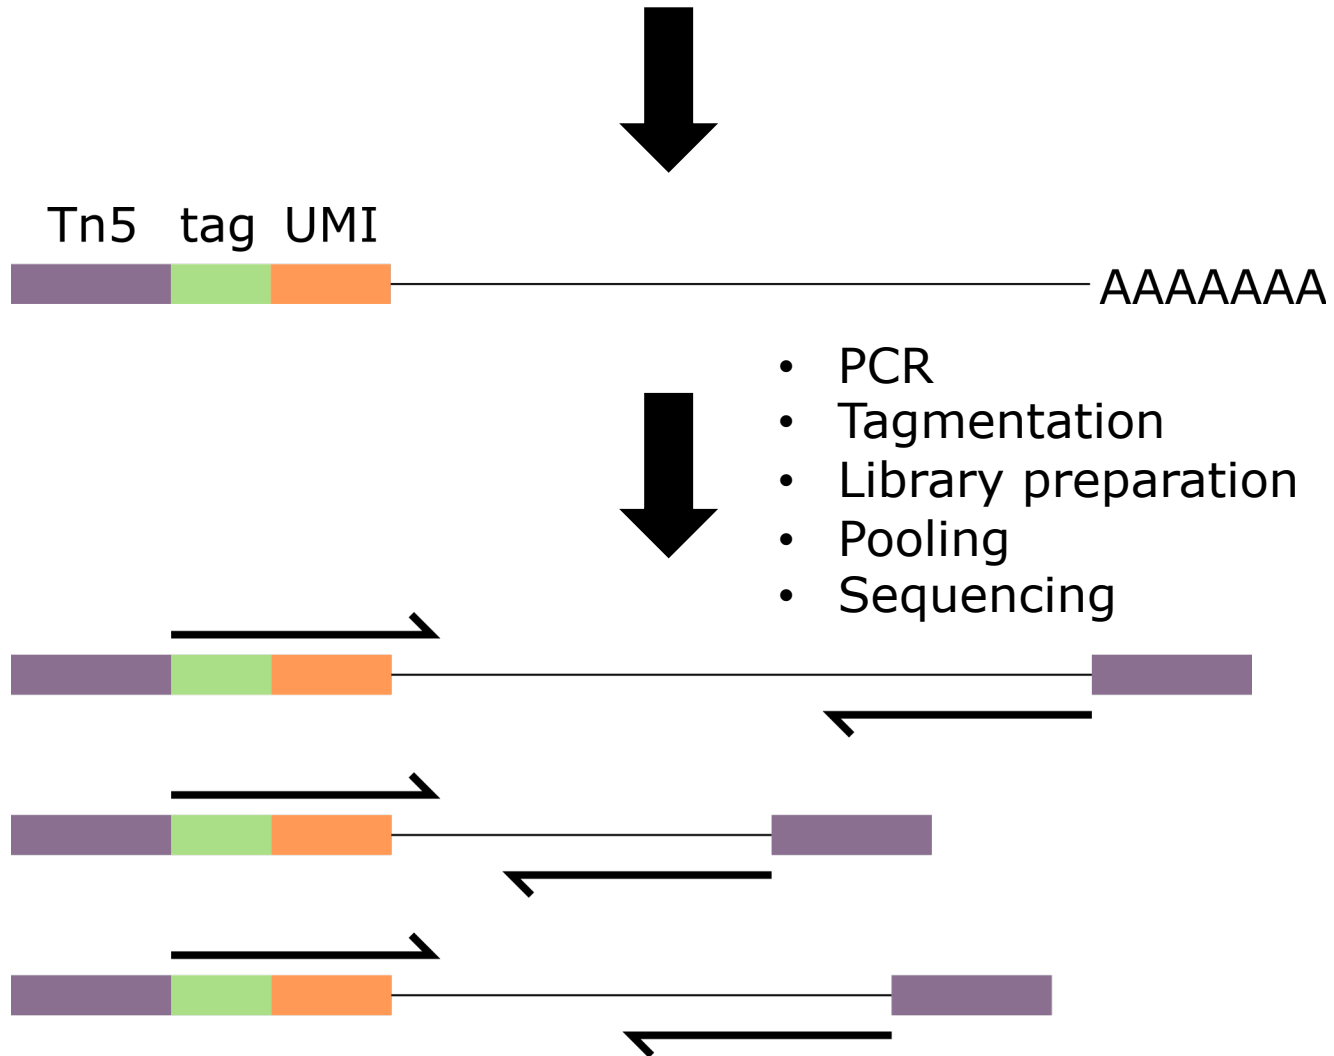 Tn5 tag UMI
AAAAAAA
• PCR
• Tagmentation
• Library preparation
• Pooling
• Sequencing